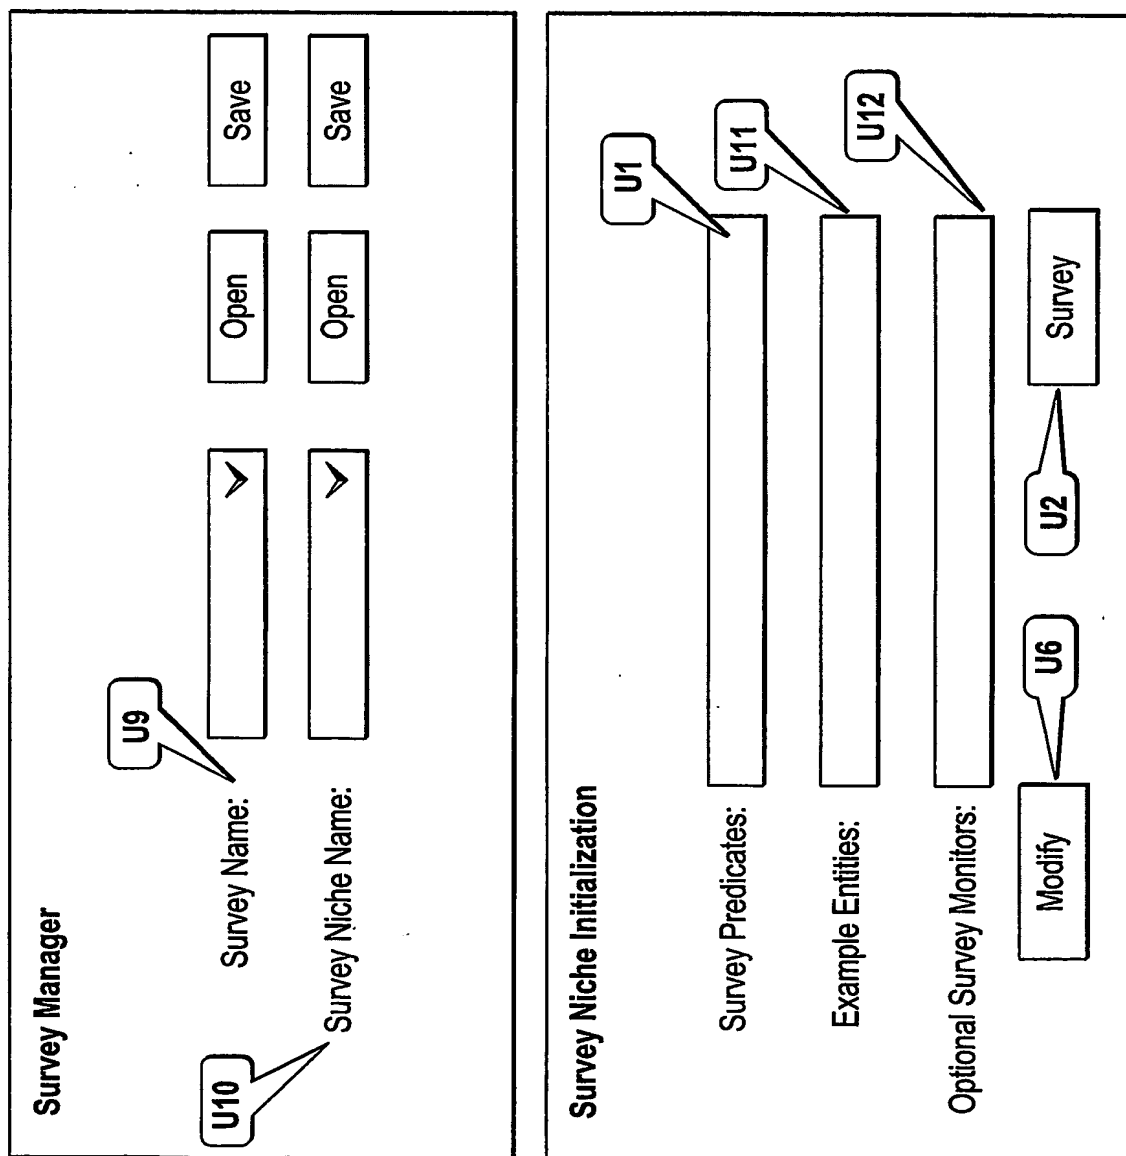 Survey Manager
U9
Survey Name: Open Save
U10
Survey Niche Name: Open Save
Survey Niche Initialization
U1
Survey Predicates:
U11
Example Entities:
U12
Optional Survey Monitors:
Modify U6 U2 Survey